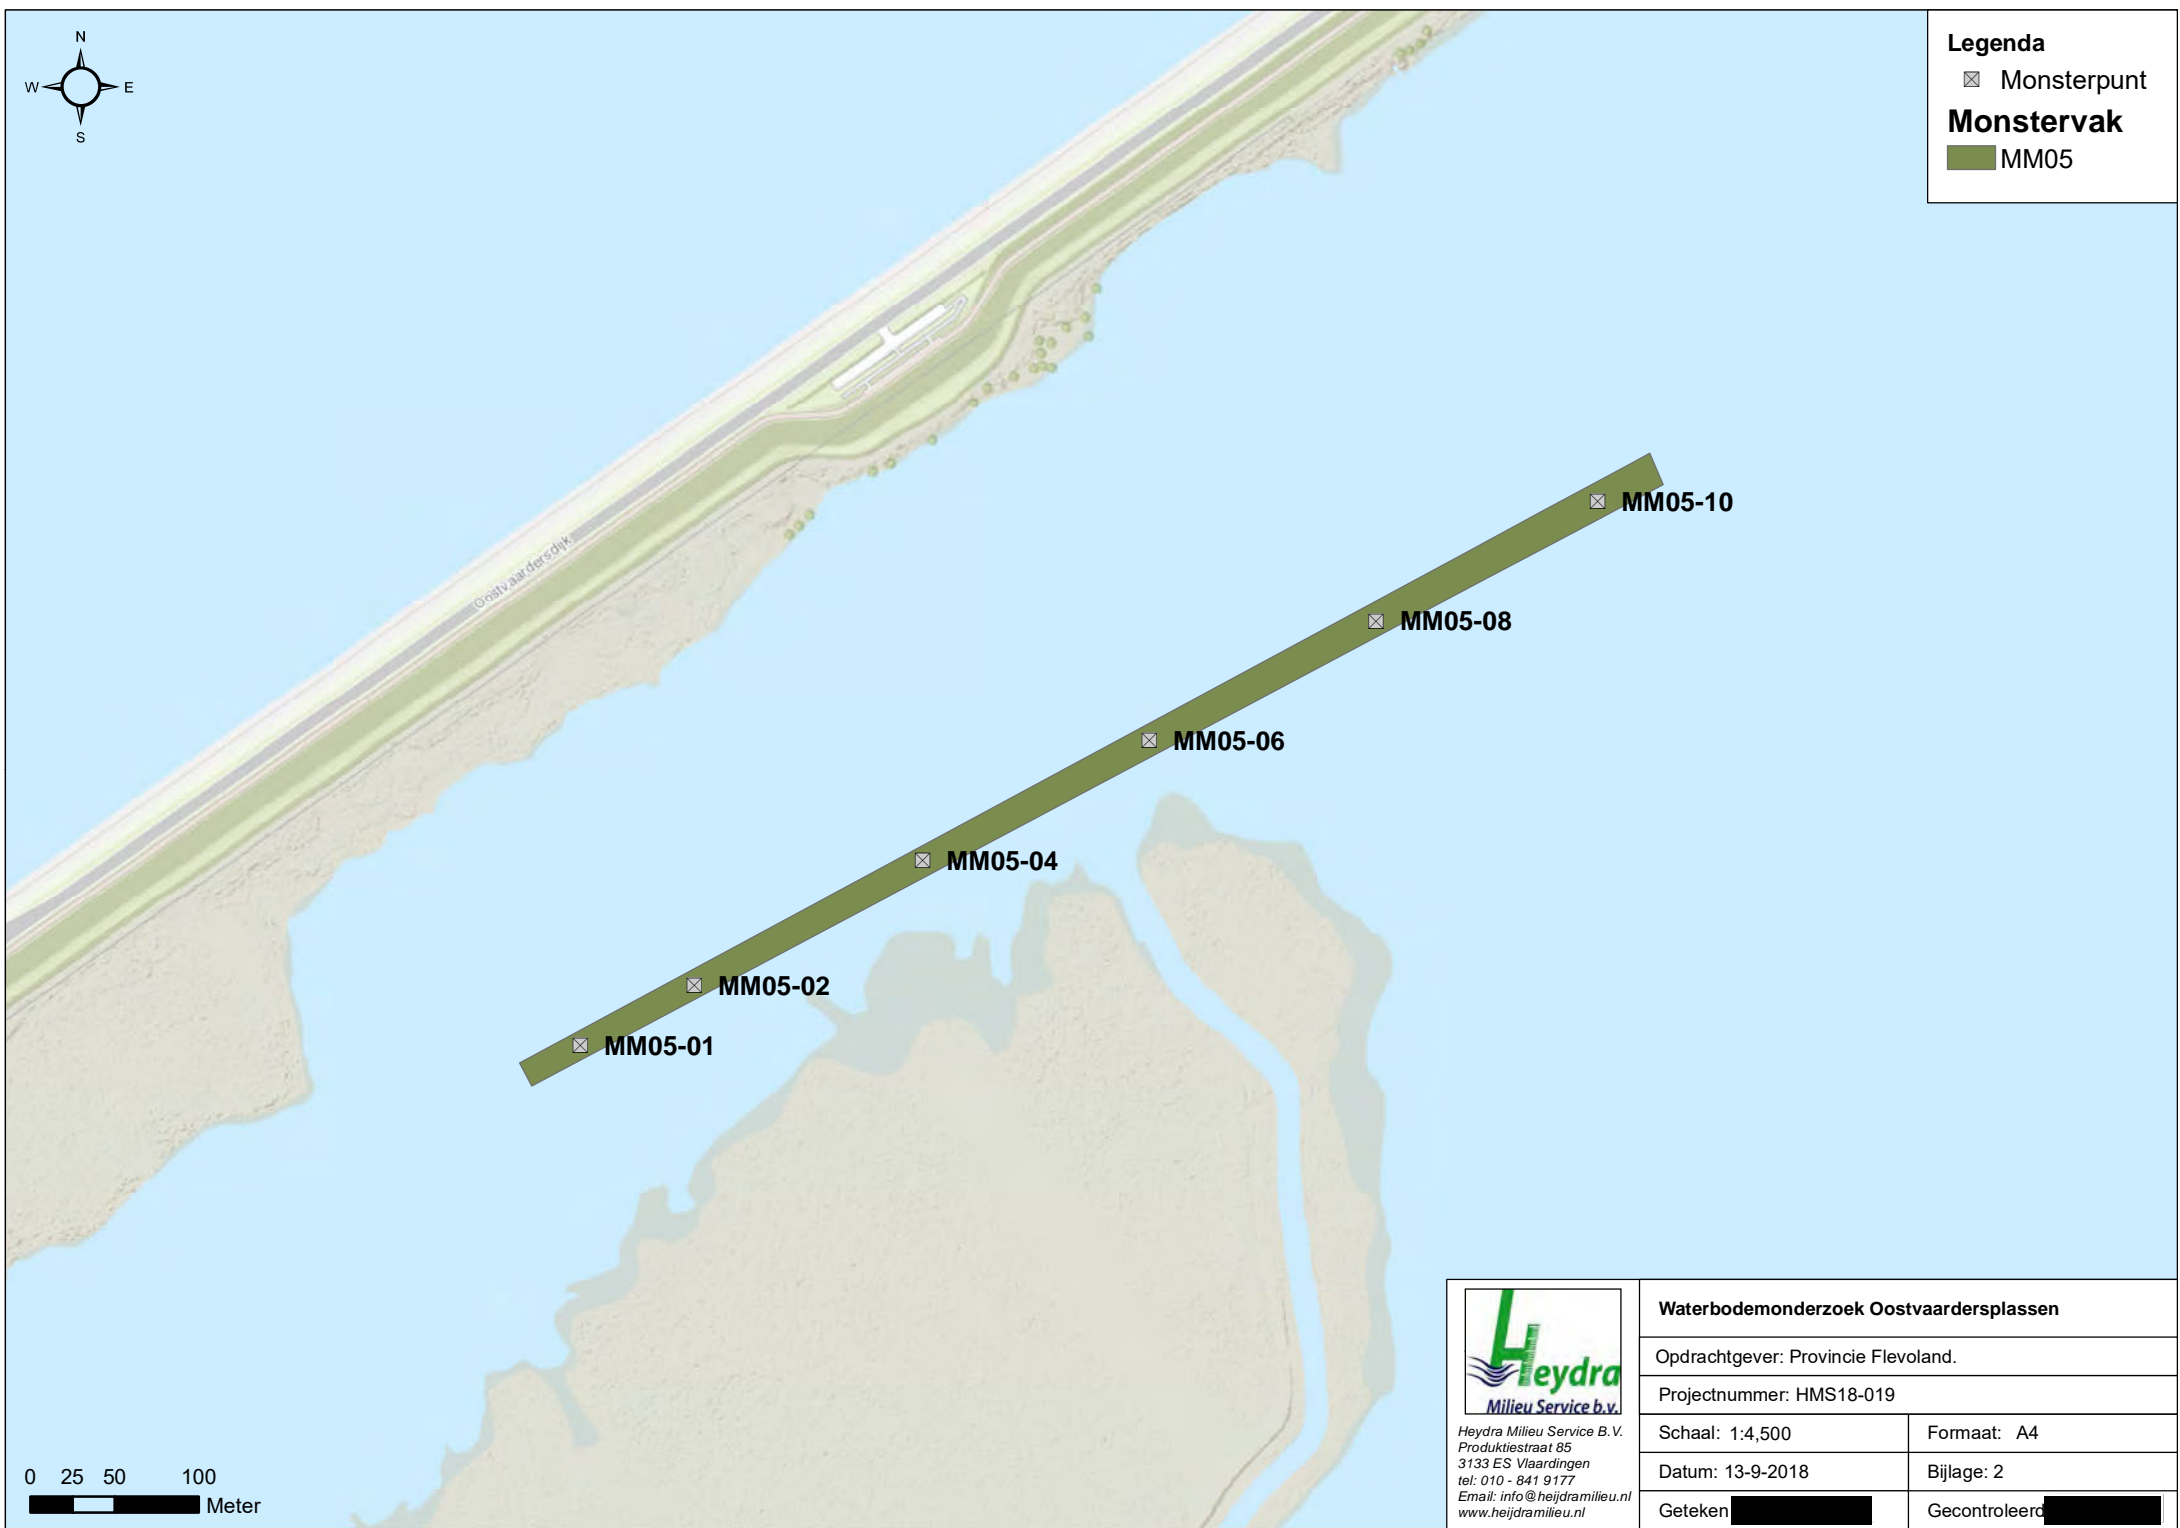 N
W E
S
Legenda
Monsterpunt
Monstervak
MM05
Oostvaardersdijk
MM05-10
MM05-08
MM05-06
MM05-04
MM05-02
MM05-01
0 25 50 100
Meter
Heydra
Milieu Service b.v.
Heydra Milieu Service B.V.
Produktiestraat 85
3133 ES Vlaardingen
tel: 010 - 841 9177
Email: info@heijdramilieu.nl
www.heijdramilieu.nl
Waterbodemonderzoek Oostvaardersplassen
Opdrachtgever: Provincie Flevoland.
Projectnummer: HMS18-019
Schaal: 1:4,500
Formaat: A4
Datum: 13-9-2018
Bijlage: 2
Geteken
Gecontroleerd